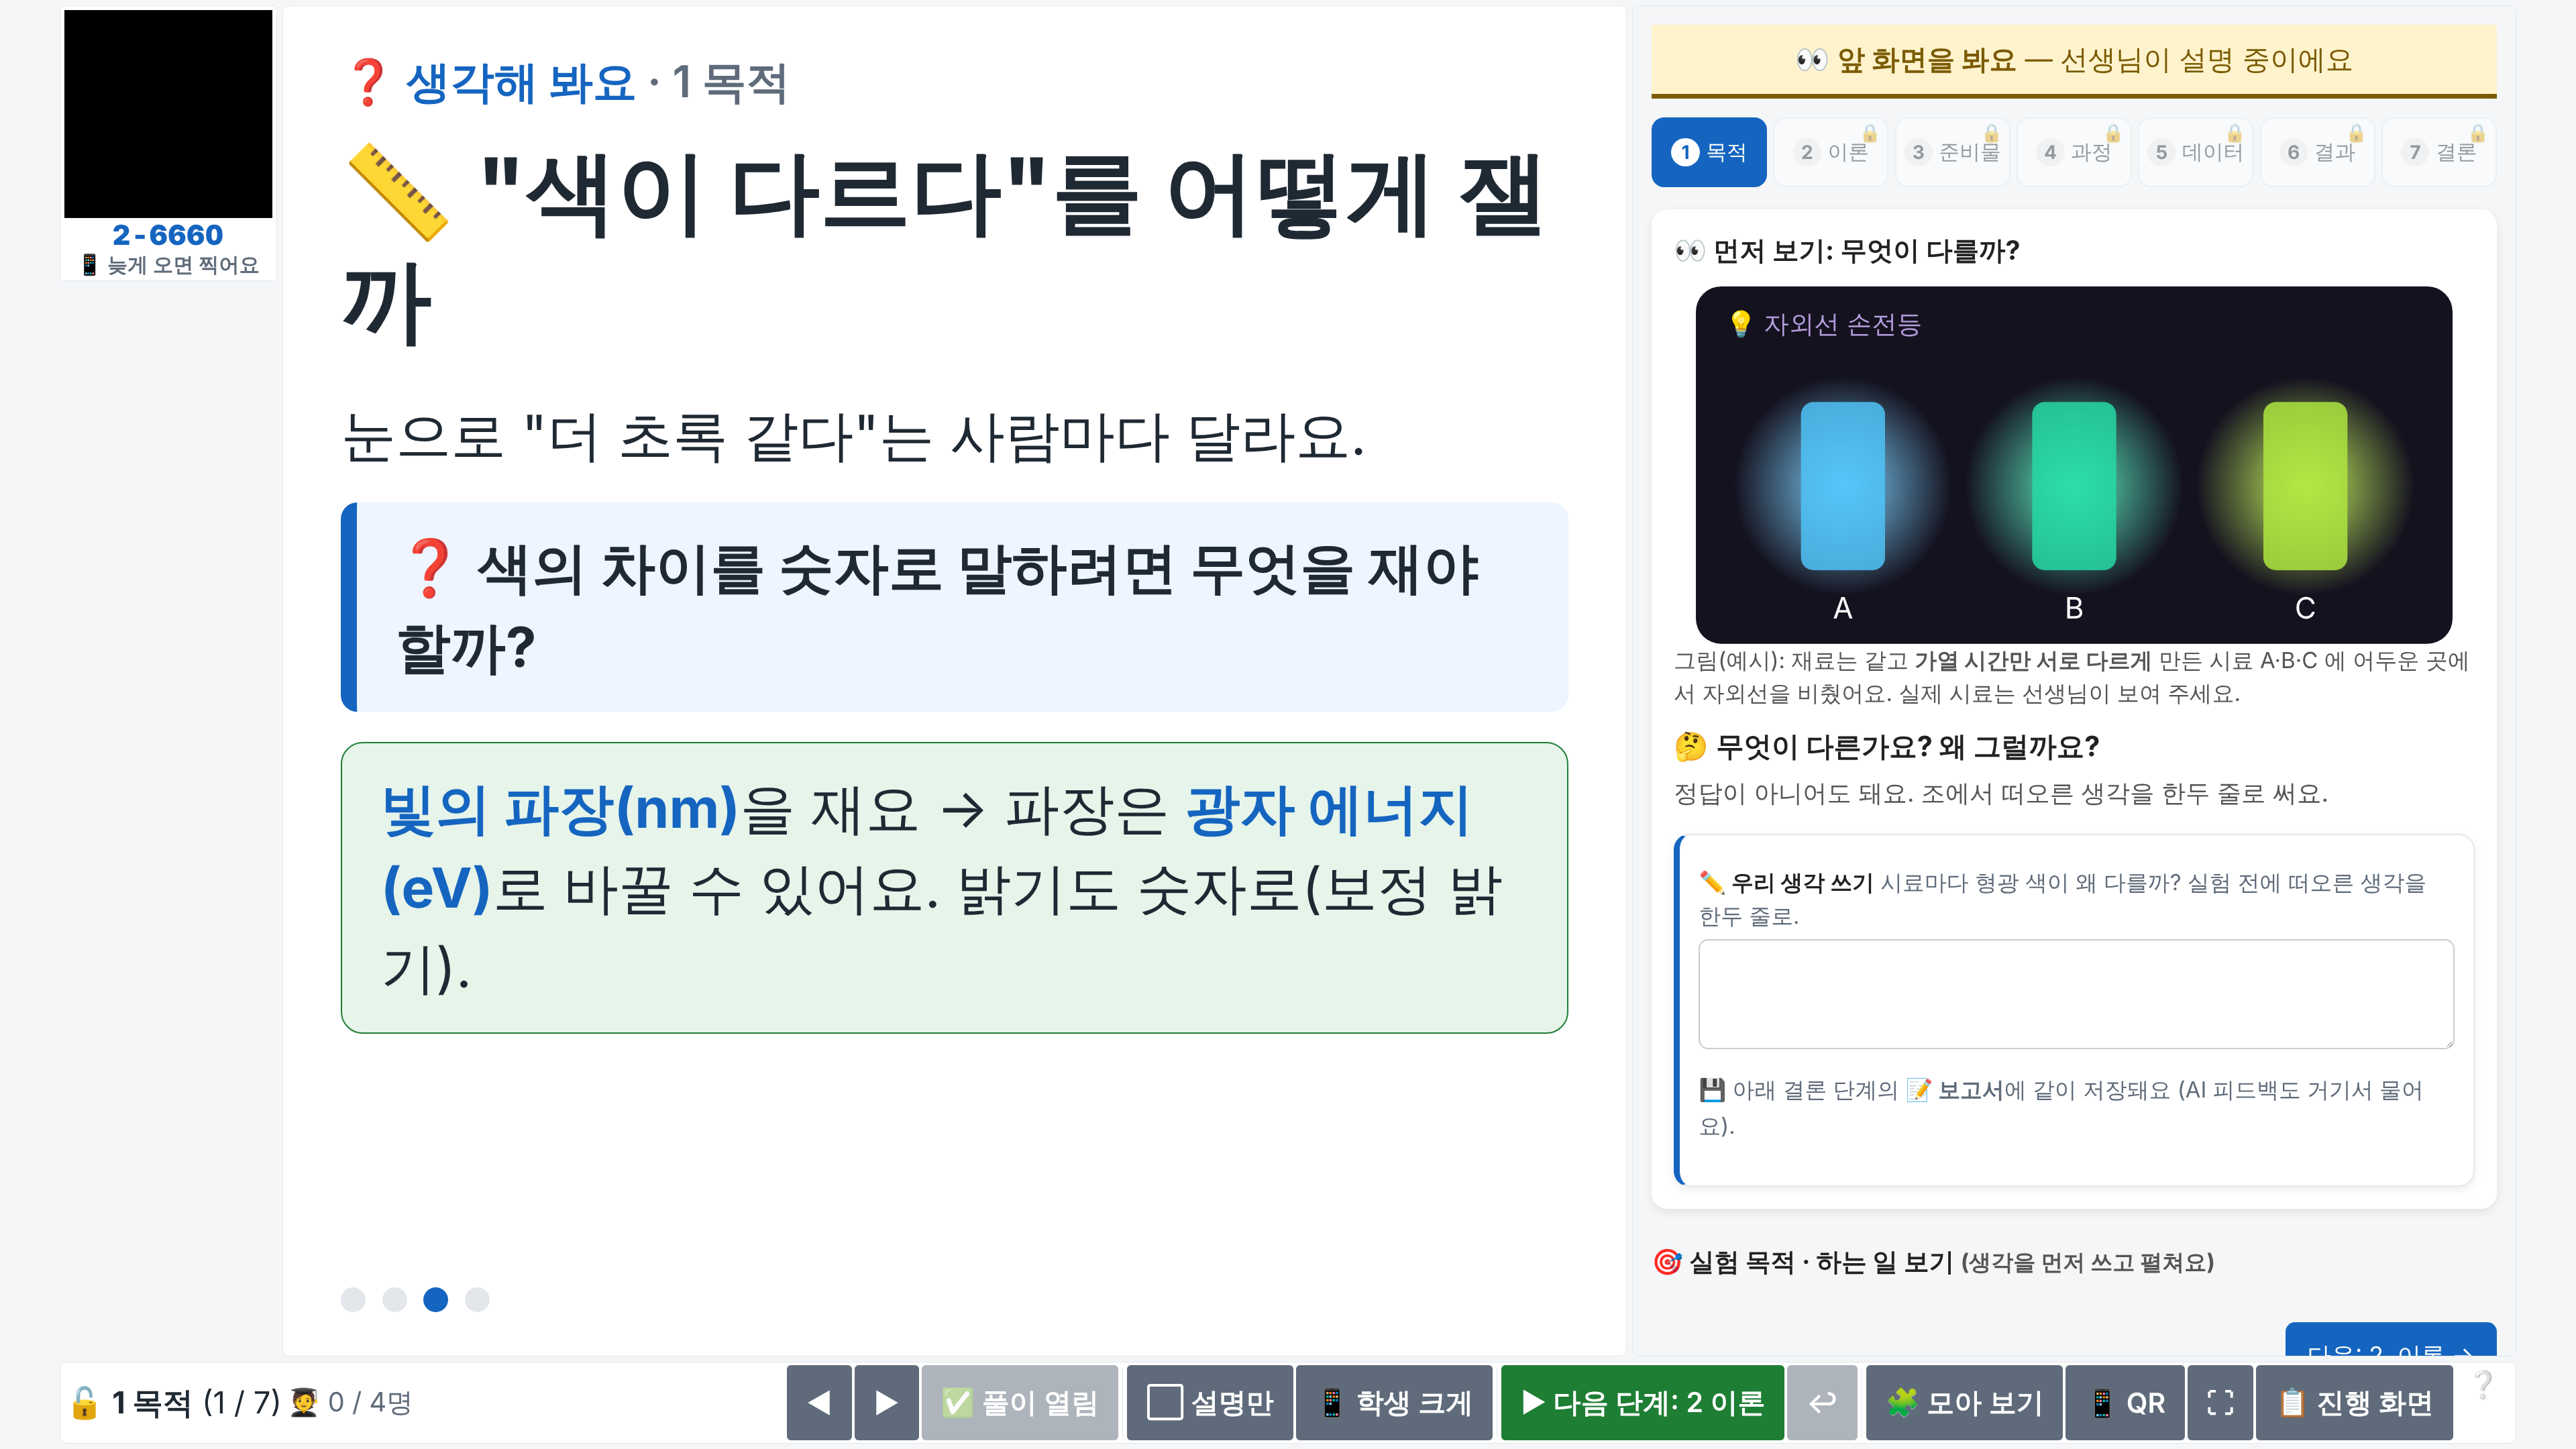 2-6660
📱 늦게 오면 찍어요
❓ 생각해 봐요 · 1 목적
📏 "색이 다르다"를 어떻게 잴
까
눈으로 "더 초록 같다"는 사람마다 달라요.
❓ 색의 차이를 숫자로 말하려면 무엇을 재야
할까?
빛의 파장(nm)을 재요 → 파장은 광자 에너지
(eV)로 바꿀 수 있어요. 밝기도 숫자로(보정 밝
기).
👀 앞 화면을 봐요 — 선생님이 설명 중이에요
1 목적 2 이론 3 준비물 4 과정 5 데이터 6 결과 7 결론
👀 먼저 보기: 무엇이 다를까?
💡 자외선 손전등
A B C
그림(예시): 재료는 같고 가열 시간만 서로 다르게 만든 시료 A·B·C 에 어두운 곳에
서 자외선을 비췄어요. 실제 시료는 선생님이 보여 주세요.
🤔 무엇이 다른가요? 왜 그럴까요?
정답이 아니어도 돼요. 조에서 떠오른 생각을 한두 줄로 써요.
✏️ 우리 생각 쓰기 시료마다 형광 색이 왜 다를까? 실험 전에 떠오른 생각을
한두 줄로.
💾 아래 결론 단계의 📝 보고서에 같이 저장돼요 (AI 피드백도 거기서 물어
요).
🎯 실험 목적 · 하는 일 보기 (생각을 먼저 쓰고 펼쳐요)
다음: 2. 이론 →
🔓 1 목적 (1 / 7) 🧑‍🎓 0 / 4명
◀ ▶ ✅ 풀이 열림 설명만 📱 학생 크게 ▶ 다음 단계: 2 이론 ↩ 🧩 모아 보기 📱 QR ⛶ 📋 진행 화면 ❔